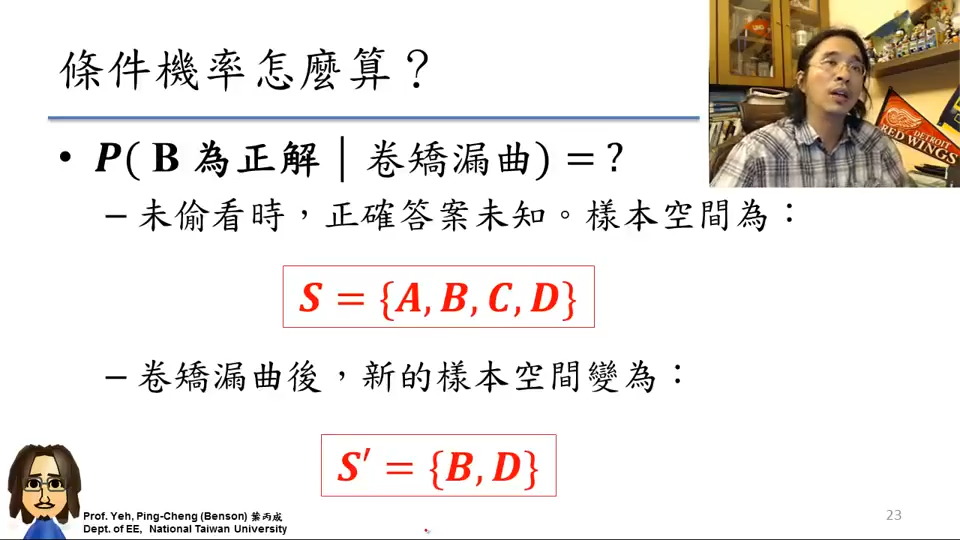 條件機率怎麼算？
• P( B 為正解 | 卷矯漏曲) = ?
– 未偷看時，正確答案未知。樣本空間為：
S = {A, B, C, D}
– 卷矯漏曲後，新的樣本空間變為：
S′ = {B, D}
DETROIT
RED WINGS
Prof. Yeh, Ping-Cheng (Benson) 葉丙成
Dept. of EE, National Taiwan University
23